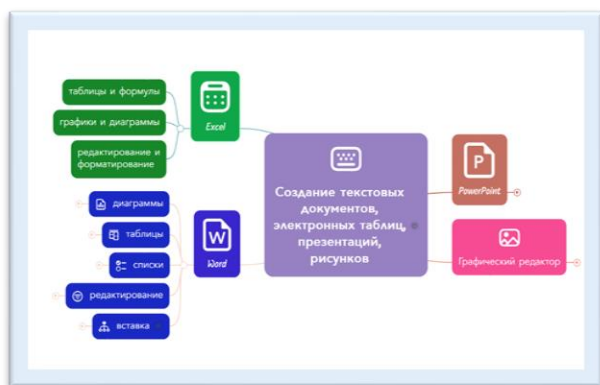 таблицы и формулы
графики и диаграммы
редактирование и
форматирование
Excel
диаграммы
таблицы
списки
редактирование
вставка
W
Word
Создание текстовых
документов,
электронных таблиц,
презентаций,
рисунков
P
PowerPoint
Графический редактор